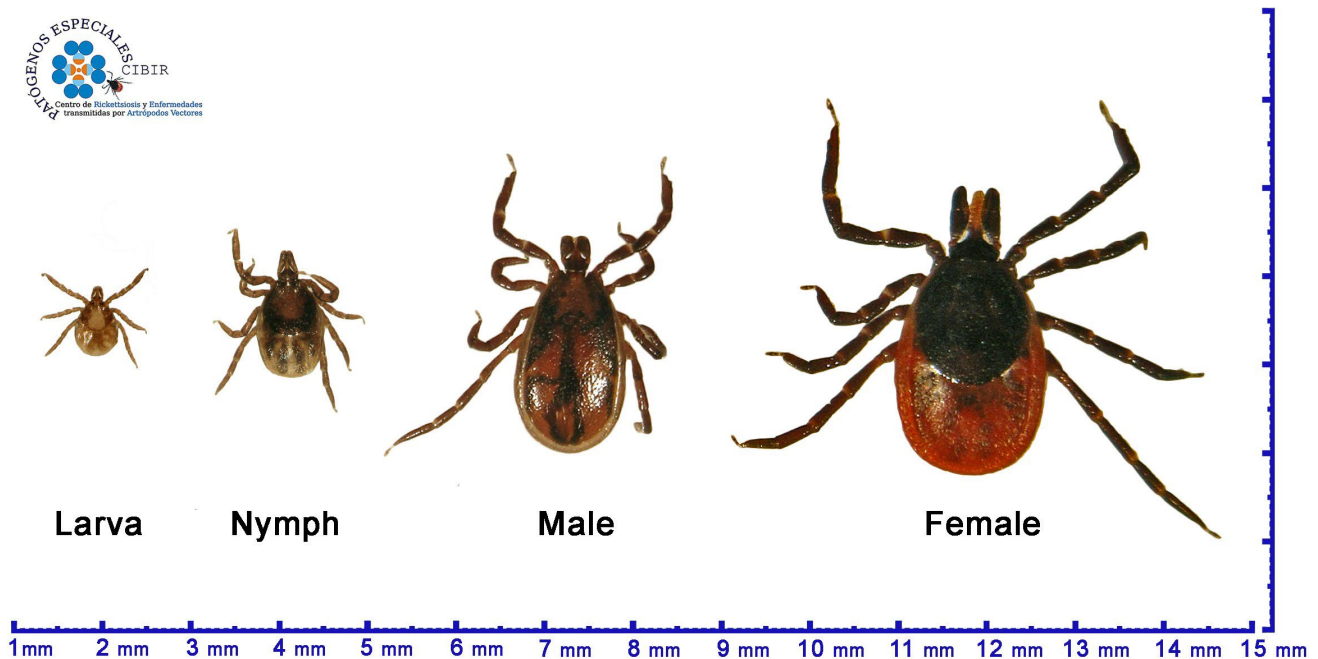 PATÓGENOS ESPECIALES
CIBIR
Centro de Rickettsiosis y Enfermedades
transmitidas por Artrópodos Vectores
Larva Nymph Male Female
1mm 2 mm 3 mm 4 mm 5 mm 6 mm 7 mm 8 mm 9 mm 10 mm 11 mm 12 mm 13 mm 14 mm 15 mm